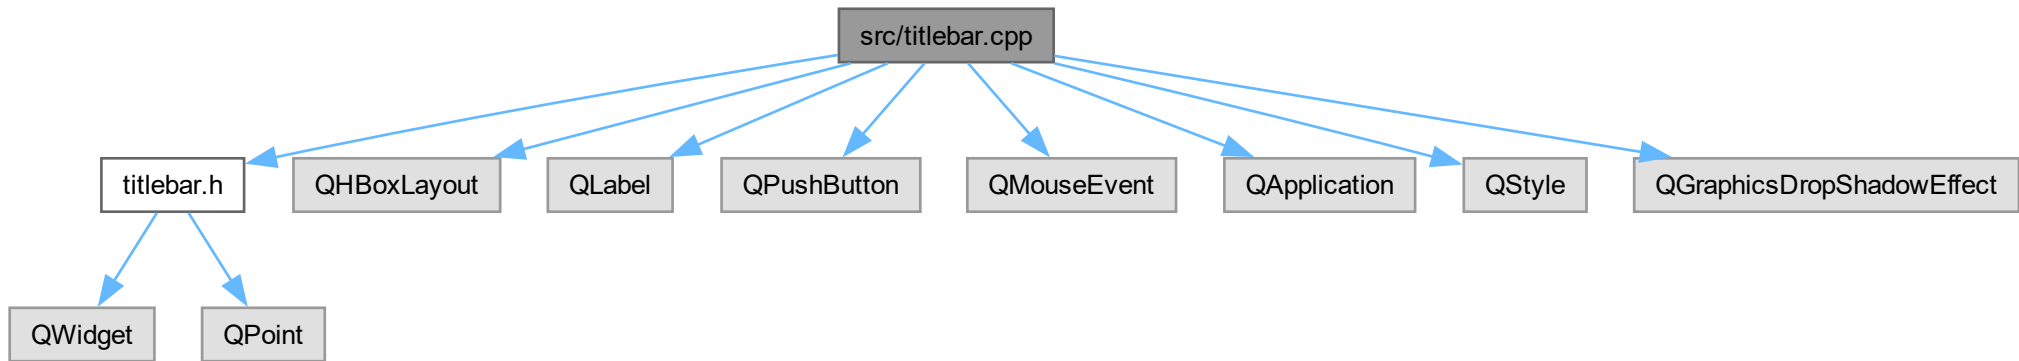 src/titlebar.cpp
titlebar.h
QHBoxLayout
QLabel
QPushButton
QMouseEvent
QApplication
QStyle
QGraphicsDropShadowEffect
QWidget
QPoint